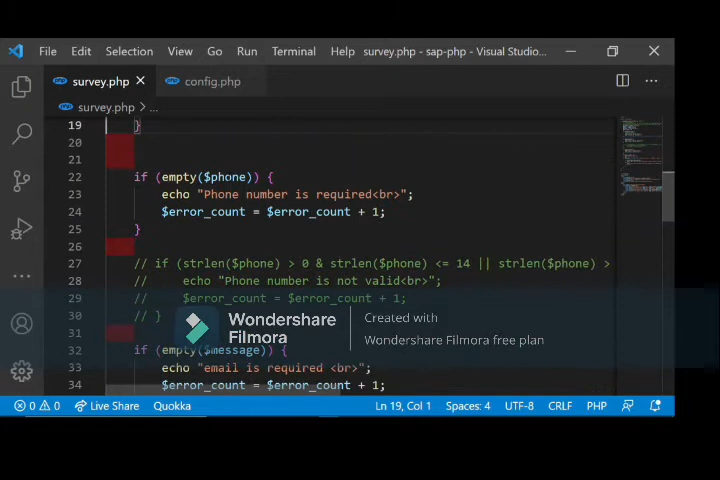 File Edit Selection View Go Run Terminal Help survey.php - sap-php - Visual Studio...
survey.php config.php
survey.php > ...
19 }
20
21
22 if (empty($phone)) {
23 echo "Phone number is required<br>";
24 $error_count = $error_count + 1;
25 }
26
27 // if (strlen($phone) > 0 & strlen($phone) <= 14 || strlen($phone) >
28 // echo "Phone number is not valid<br>";
29 // $error_count = $error_count + 1;
30 // }
31
32 if (empty($message)) {
33 echo "email is required <br>";
34 $error_count = $error_count + 1;
Wondershare
Filmora
Created with
Wondershare Filmora free plan
0 0 Live Share Quokka Ln 19, Col 1 Spaces: 4 UTF-8 CRLF PHP